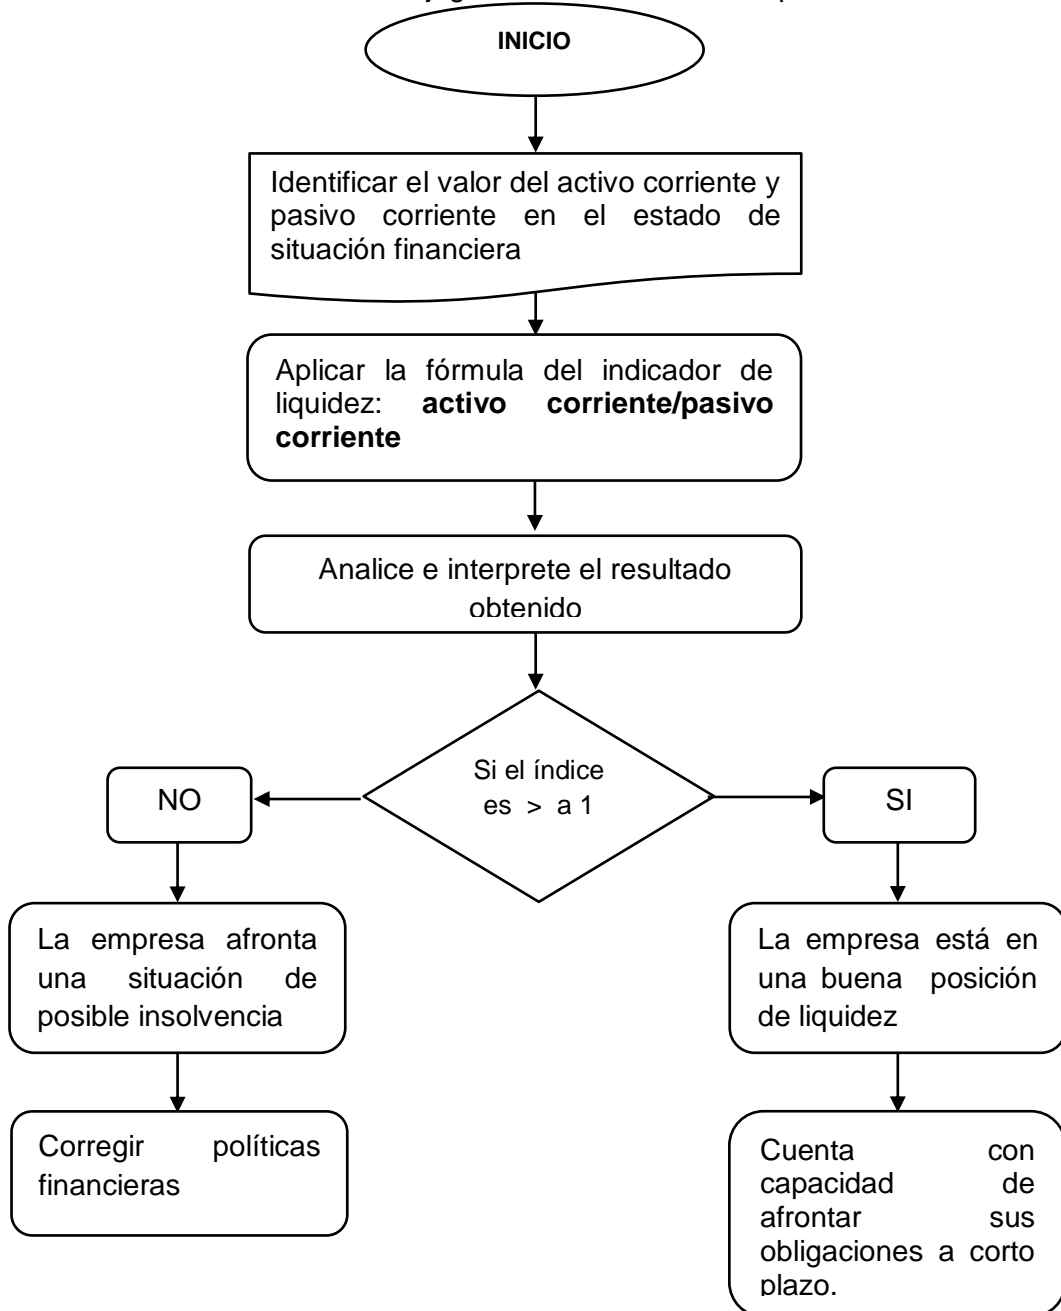 INICIO
Identificar el valor del activo corriente y
pasivo corriente en el estado de
situación financiera
Aplicar la fórmula del indicador de
liquidez: activo corriente/pasivo
corriente
Analice e interprete el resultado
obtenido
Si el índice
es > a 1
NO
SI
La empresa afronta
una situación de
posible insolvencia
La empresa está en
una buena posición
de liquidez
Corregir políticas
financieras
Cuenta con
capacidad de
afrontar sus
obligaciones a corto
plazo.